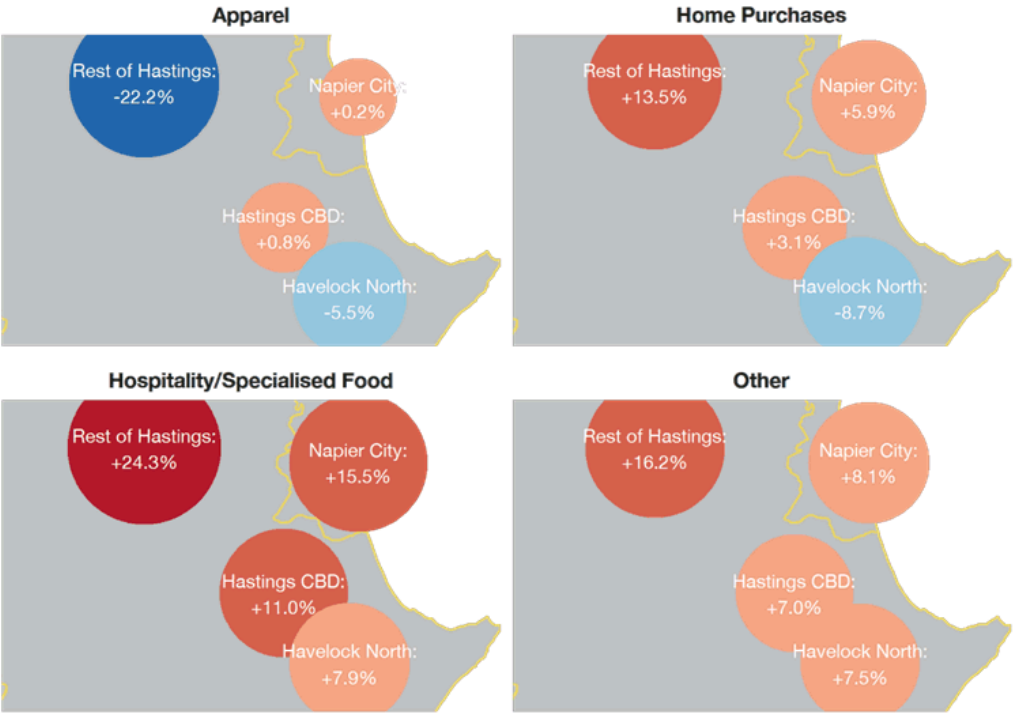 Apparel
Rest of Hastings:
-22.2%
Napier City:
+0.2%
Hastings CBD:
+0.8%
Havelock North:
-5.5%
Home Purchases
Rest of Hastings:
+13.5%
Napier City:
+5.9%
Hastings CBD:
+3.1%
Havelock North:
-8.7%
Hospitality/Specialised Food
Rest of Hastings:
+24.3%
Napier City:
+15.5%
Hastings CBD:
+11.0%
Havelock North:
+7.9%
Other
Rest of Hastings:
+16.2%
Napier City:
+8.1%
Hastings CBD:
+7.0%
Havelock North:
+7.5%